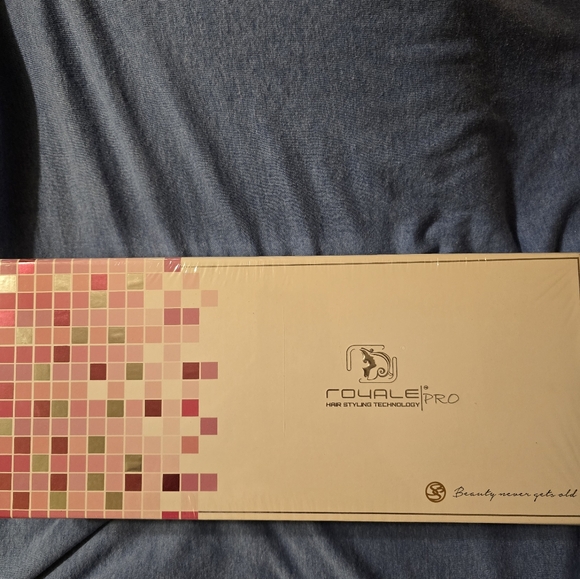 ROYALE®
HAIR STYLING TECHNOLOGY
PRO
Beauty never gets old